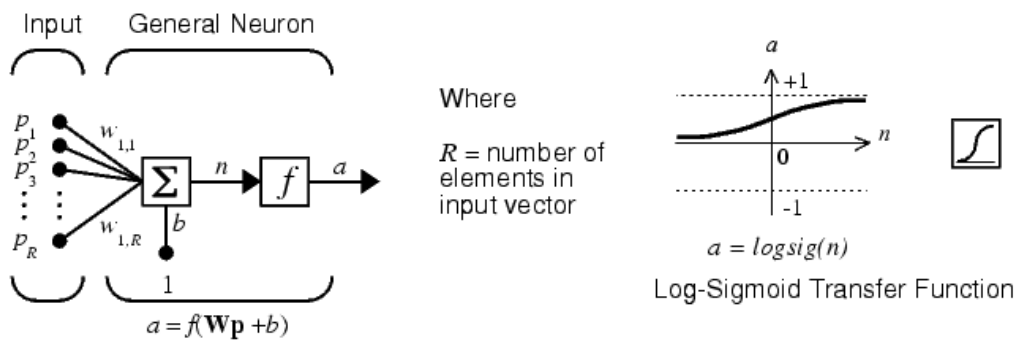 Input
General Neuron
p1
p2
p3
pR
w1,1
w1,R
Σ
n
f
a
b
1
a = f(Wp +b)
Where
R = number of
elements in
input vector
a
+1
n
0
-1
a = logsig(n)
Log-Sigmoid Transfer Function